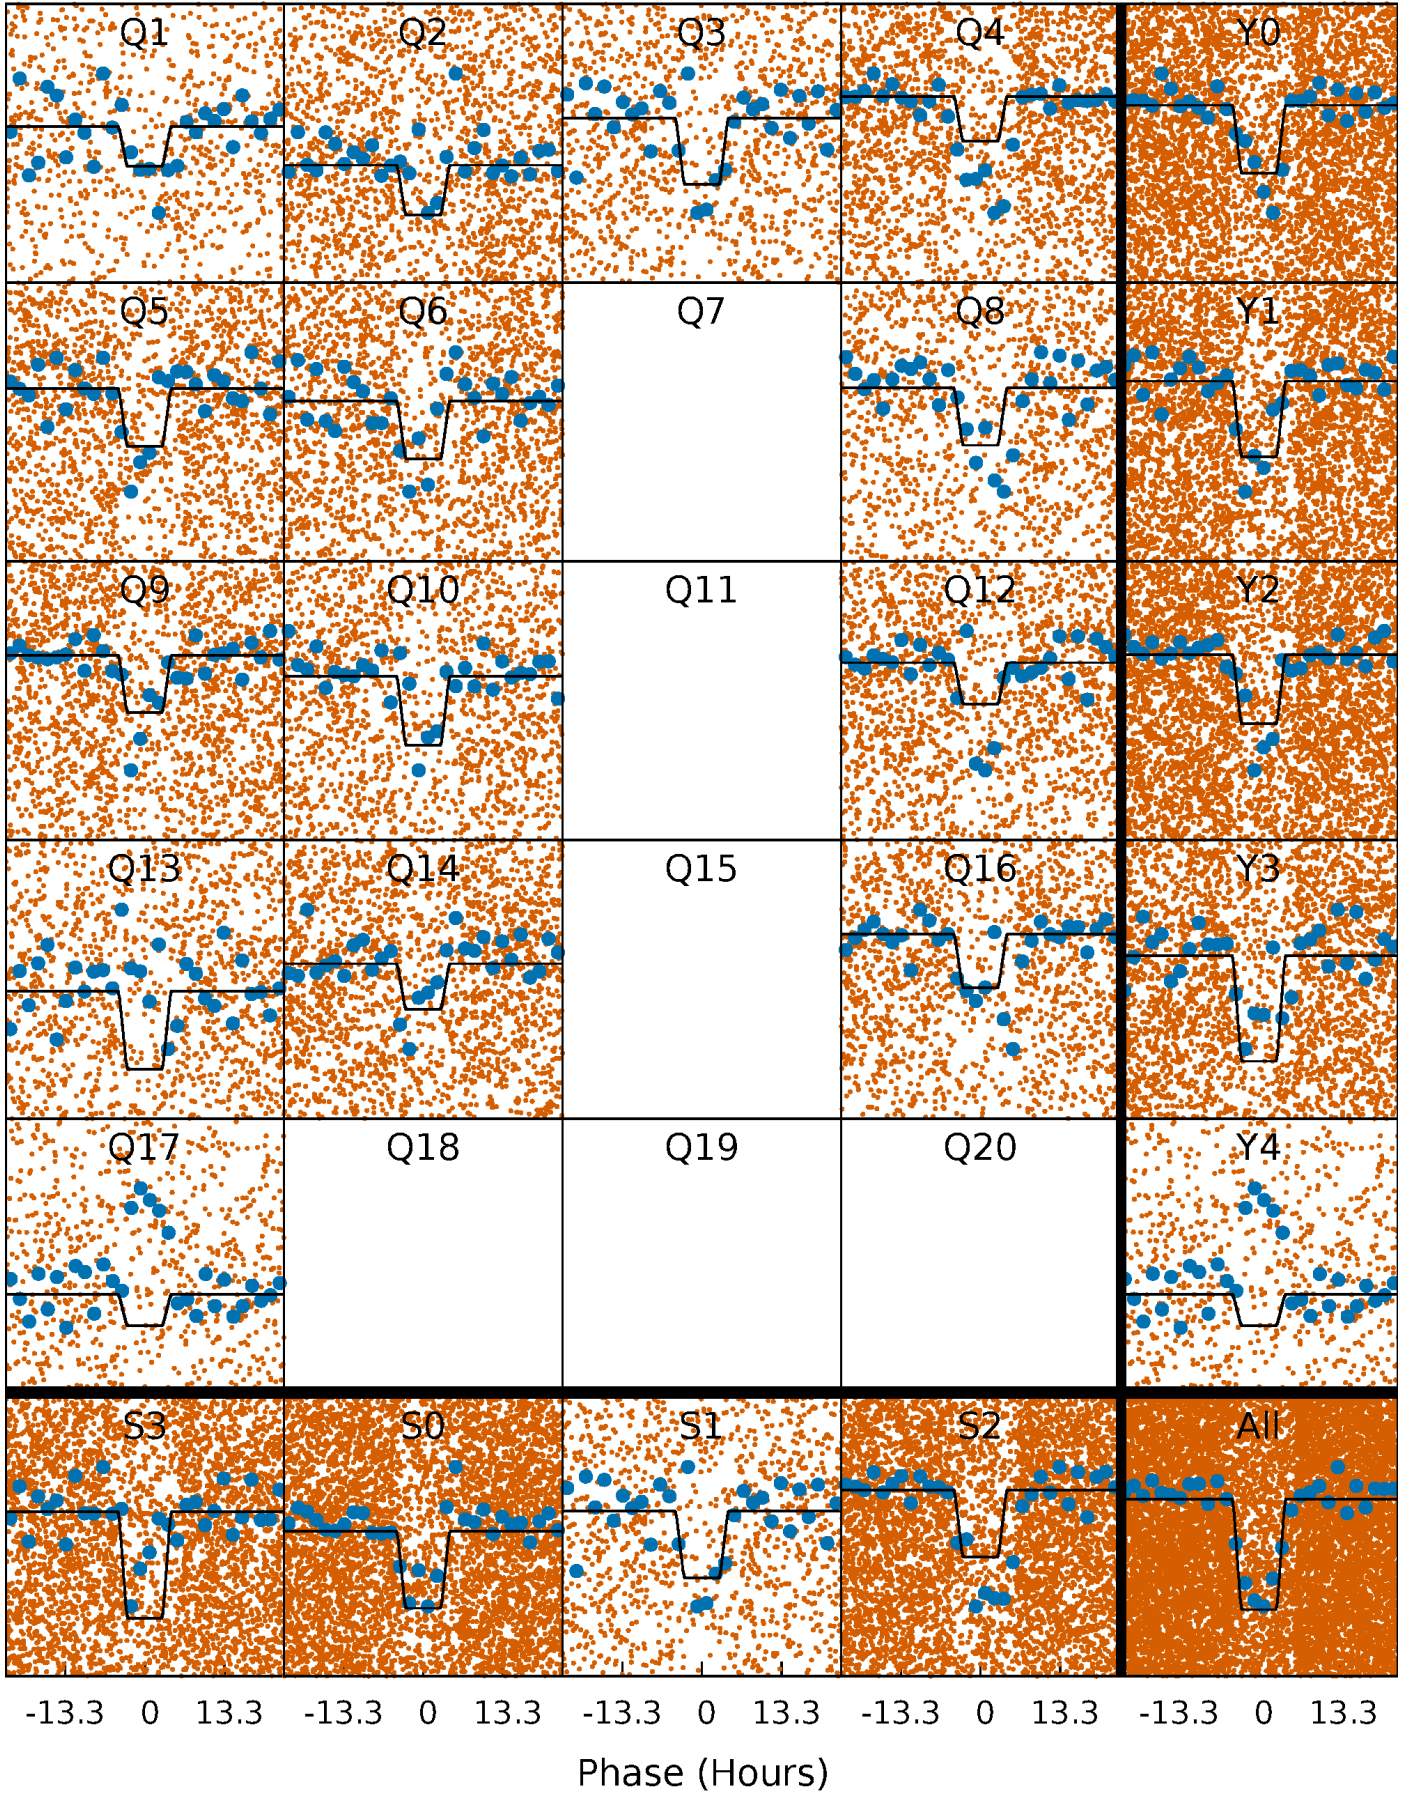 Q1 Q2 Q3 Q4 Y0
Q5 Q6 Q7 Q8 Y1
Q9 Q10 Q11 Q12 Y2
Q13 Q14 Q15 Q16 Y3
Q17 Q18 Q19 Q20 Y4
S3 S0 S1 S2 All
-13.3 0 13.3 -13.3 0 13.3 -13.3 0 13.3 -13.3 0 13.3 -13.3 0 13.3
Phase (Hours)